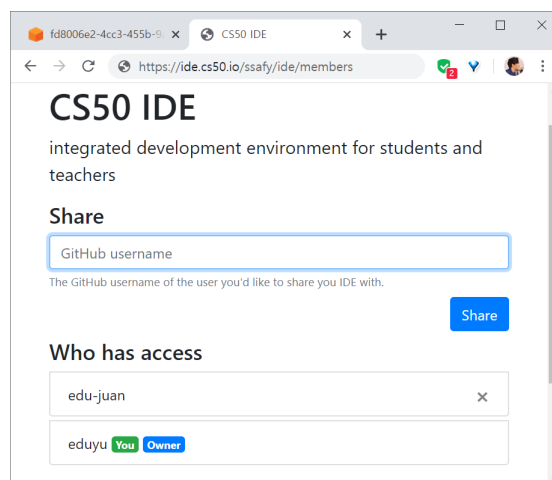 fd8006e2-4cc3-455b-9
CS50 IDE
https://ide.cs50.io/ssafy/ide/members
2
CS50 IDE
integrated development environment for students and
teachers
Share
GitHub username
The GitHub username of the user you'd like to share you IDE with.
Share
Who has access
edu-juan
eduyu You Owner